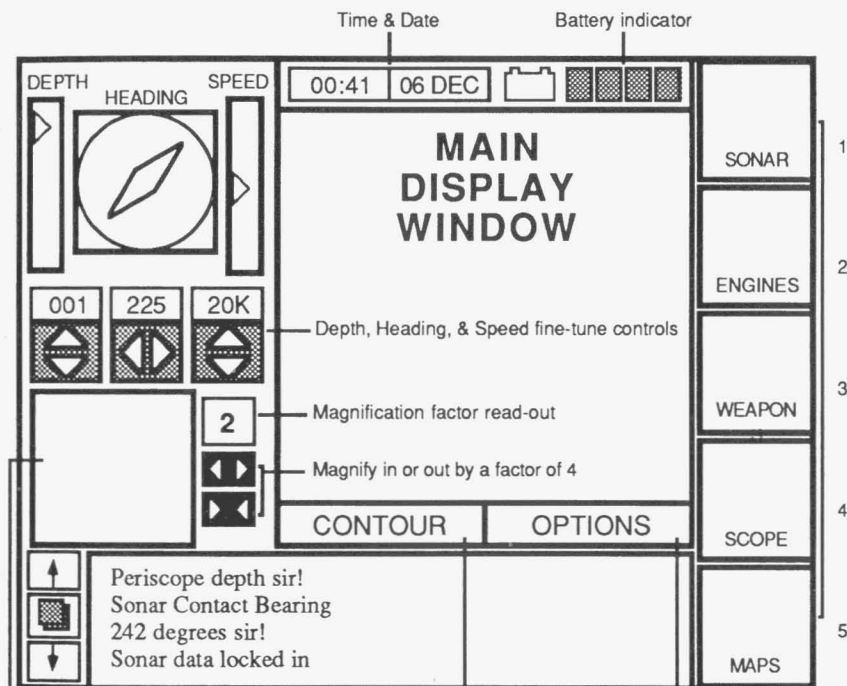 Time & Date
Battery indicator
DEPTH
HEADING
SPEED
00:41
06 DEC
MAIN
DISPLAY
WINDOW
SONAR
1
ENGINES
2
001
225
20K
Depth, Heading, & Speed fine-tune controls
WEAPON
3
2
Magnification factor read-out
Magnify in or out by a factor of 4
CONTOUR
OPTIONS
SCOPE
4
Periscope depth sir!
Sonar Contact Bearing
242 degrees sir!
Sonar data locked in
MAPS
5